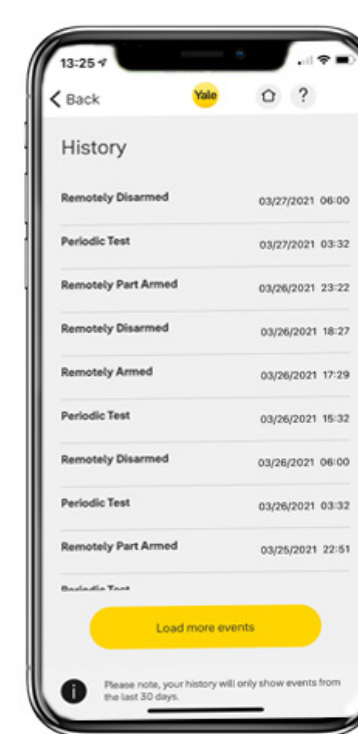 13:25
Back
Yale
?
History
Remotely Disarmed 03/27/2021 06:00
Periodic Test 03/27/2021 03:32
Remotely Part Armed 03/26/2021 23:22
Remotely Disarmed 03/26/2021 18:27
Remotely Armed 03/26/2021 17:29
Periodic Test 03/26/2021 15:32
Remotely Disarmed 03/26/2021 06:00
Periodic Test 03/26/2021 03:32
Remotely Part Armed 03/25/2021 22:51
Periodic Test
Load more events
i Please note, your history will only show events from
the last 30 days.